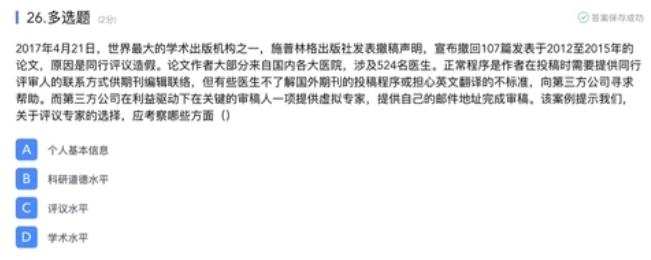 26.多选题 (2分) 答案保存成功
2017年4月21日，世界最大的学术出版机构之一，施普林格出版社发表撤稿声明，宣布撤回107篇发表于2012至2015年的
论文，原因是同行评议造假。论文作者大部分来自国内各大医院，涉及524名医生。正常程序是作者在投稿时需要提供同行
评审人的联系方式供期刊编辑联络，但有些医生不了解国外期刊的投稿程序或担心英文翻译的不标准，向第三方公司寻求
帮助。而第三方公司在利益驱动下在关键的审稿人一项提供虚拟专家，提供自己的邮件地址完成审稿。该案例提示我们，
关于评议专家的选择，应考察哪些方面（）
A 个人基本信息
B 科研道德水平
C 评议水平
D 学术水平